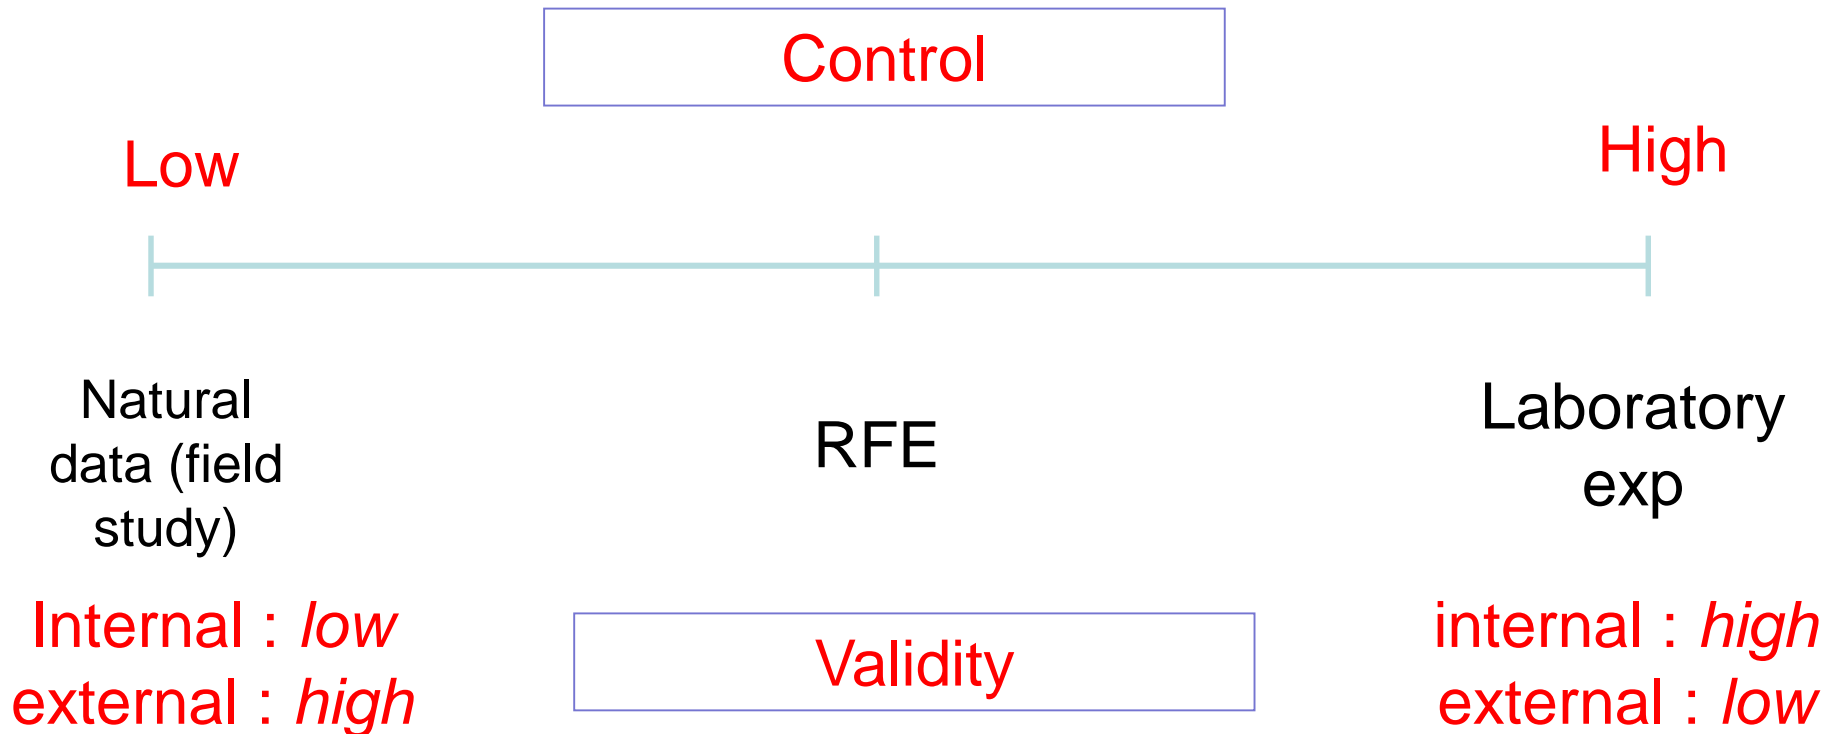 Control
Low
High
Natural
data (field
study)
RFE
Laboratory
exp
Internal : low
external : high
Validity
internal : high
external : low